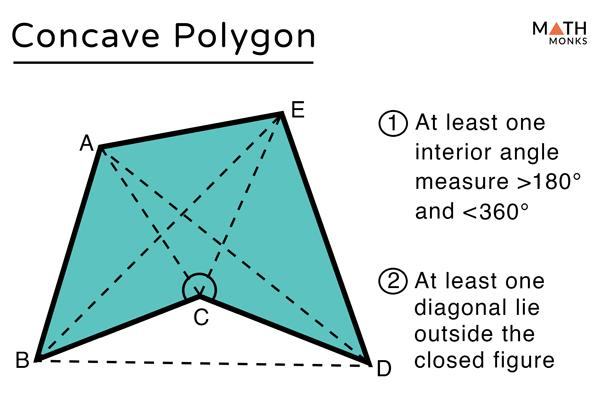 Concave Polygon
MATH
MONKS
A
E
B
C
D
1 At least one
interior angle
measure >180°
and <360°
2 At least one
diagonal lie
outside the
closed figure